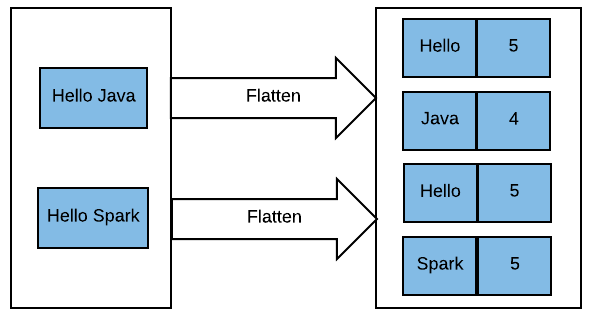 Hello Java
Flatten
Hello 5
Java 4
Hello Spark
Flatten
Hello 5
Spark 5